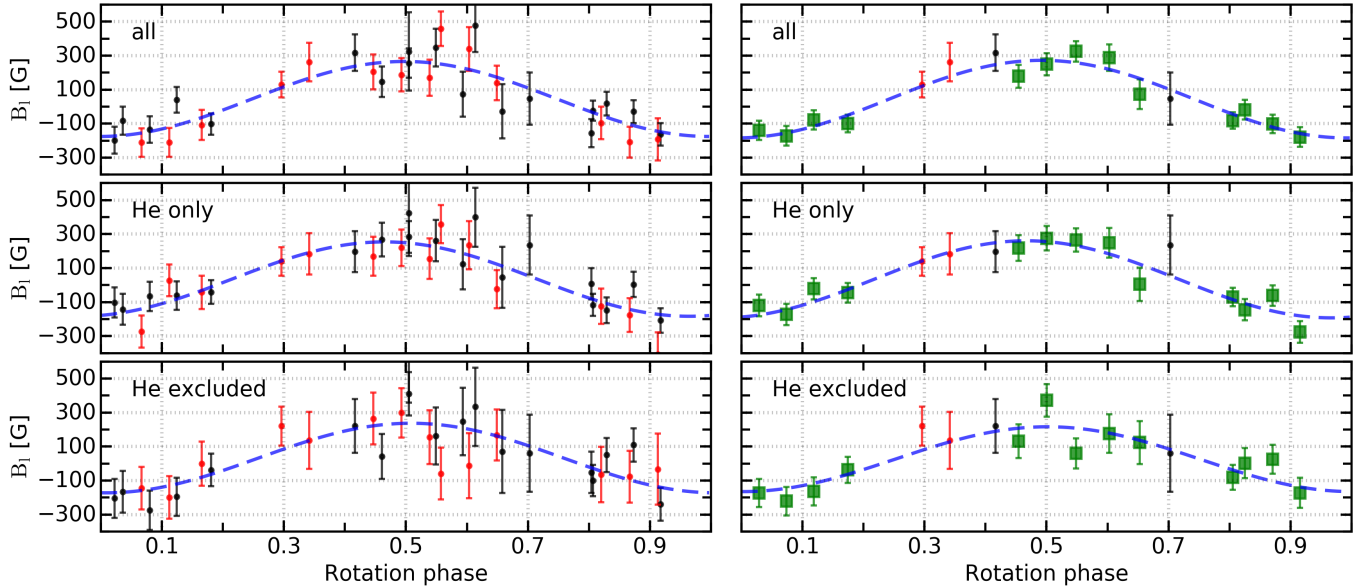 all
B_l [G]
500
300
100
−100
−300
all
He only
B_l [G]
500
300
100
−100
−300
He only
He excluded
B_l [G]
500
300
100
−100
−300
He excluded
0.1 0.3 0.5 0.7 0.9
0.1 0.3 0.5 0.7 0.9
Rotation phase
Rotation phase